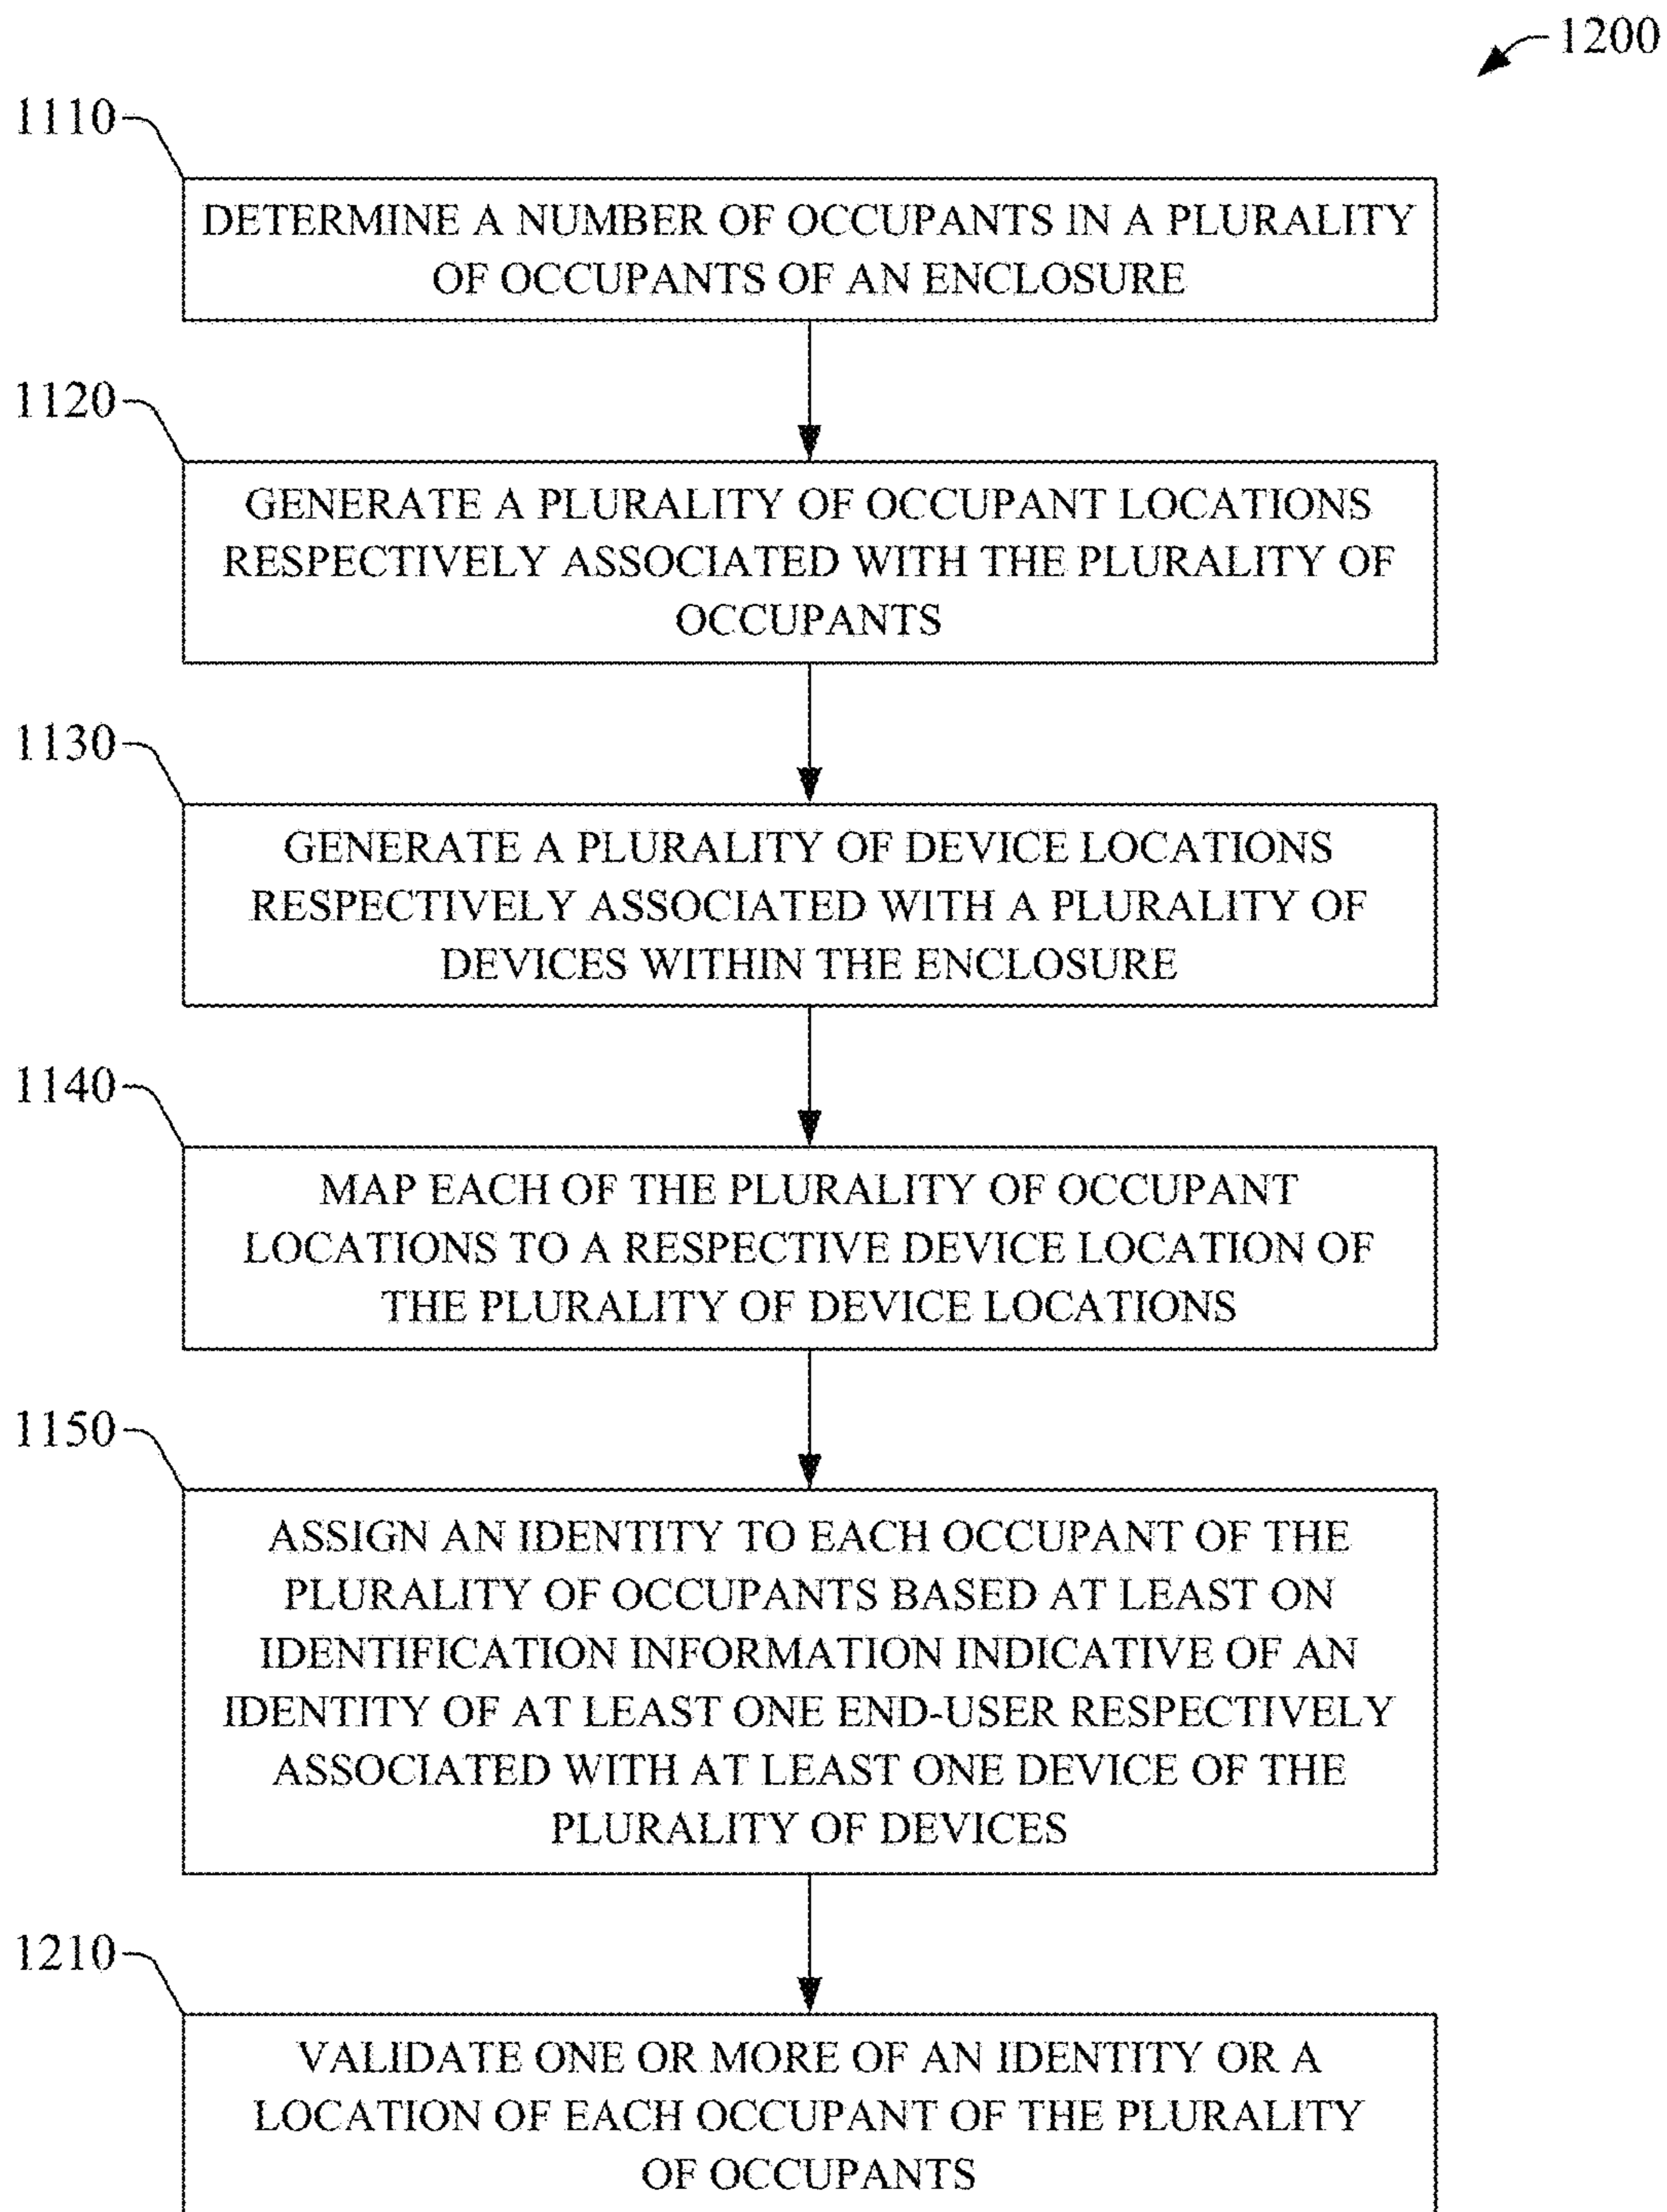 1200
1110
DETERMINE A NUMBER OF OCCUPANTS IN A PLURALITY
OF OCCUPANTS OF AN ENCLOSURE
1120
GENERATE A PLURALITY OF OCCUPANT LOCATIONS
RESPECTIVELY ASSOCIATED WITH THE PLURALITY OF
OCCUPANTS
1130
GENERATE A PLURALITY OF DEVICE LOCATIONS
RESPECTIVELY ASSOCIATED WITH A PLURALITY OF
DEVICES WITHIN THE ENCLOSURE
1140
MAP EACH OF THE PLURALITY OF OCCUPANT
LOCATIONS TO A RESPECTIVE DEVICE LOCATION OF
THE PLURALITY OF DEVICE LOCATIONS
1150
ASSIGN AN IDENTITY TO EACH OCCUPANT OF THE
PLURALITY OF OCCUPANTS BASED AT LEAST ON
IDENTIFICATION INFORMATION INDICATIVE OF AN
IDENTITY OF AT LEAST ONE END-USER RESPECTIVELY
ASSOCIATED WITH AT LEAST ONE DEVICE OF THE
PLURALITY OF DEVICES
1210
VALIDATE ONE OR MORE OF AN IDENTITY OR A
LOCATION OF EACH OCCUPANT OF THE PLURALITY
OF OCCUPANTS